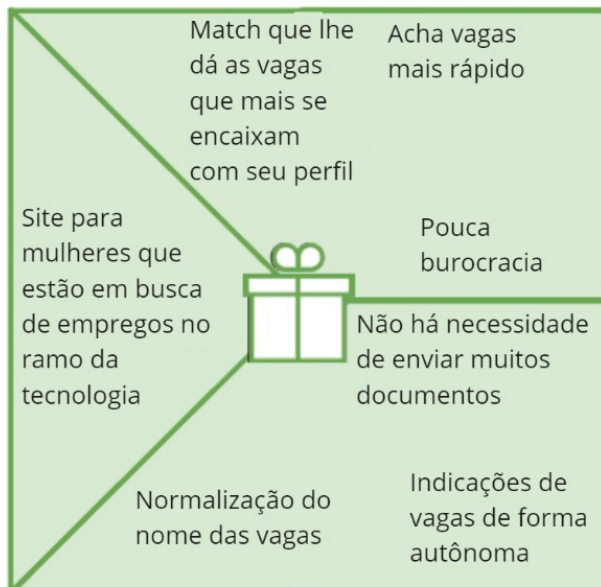 Match que lhe
dá as vagas
que mais se
encaixam
com seu perfil
Acha vagas
mais rápido
Site para
mulheres que
estão em busca
de empregos no
ramo da
tecnologia
Pouca
burocracia
Não há necessidade
de enviar muitos
documentos
Normalização do
nome das vagas
Indicações de
vagas de forma
autônoma